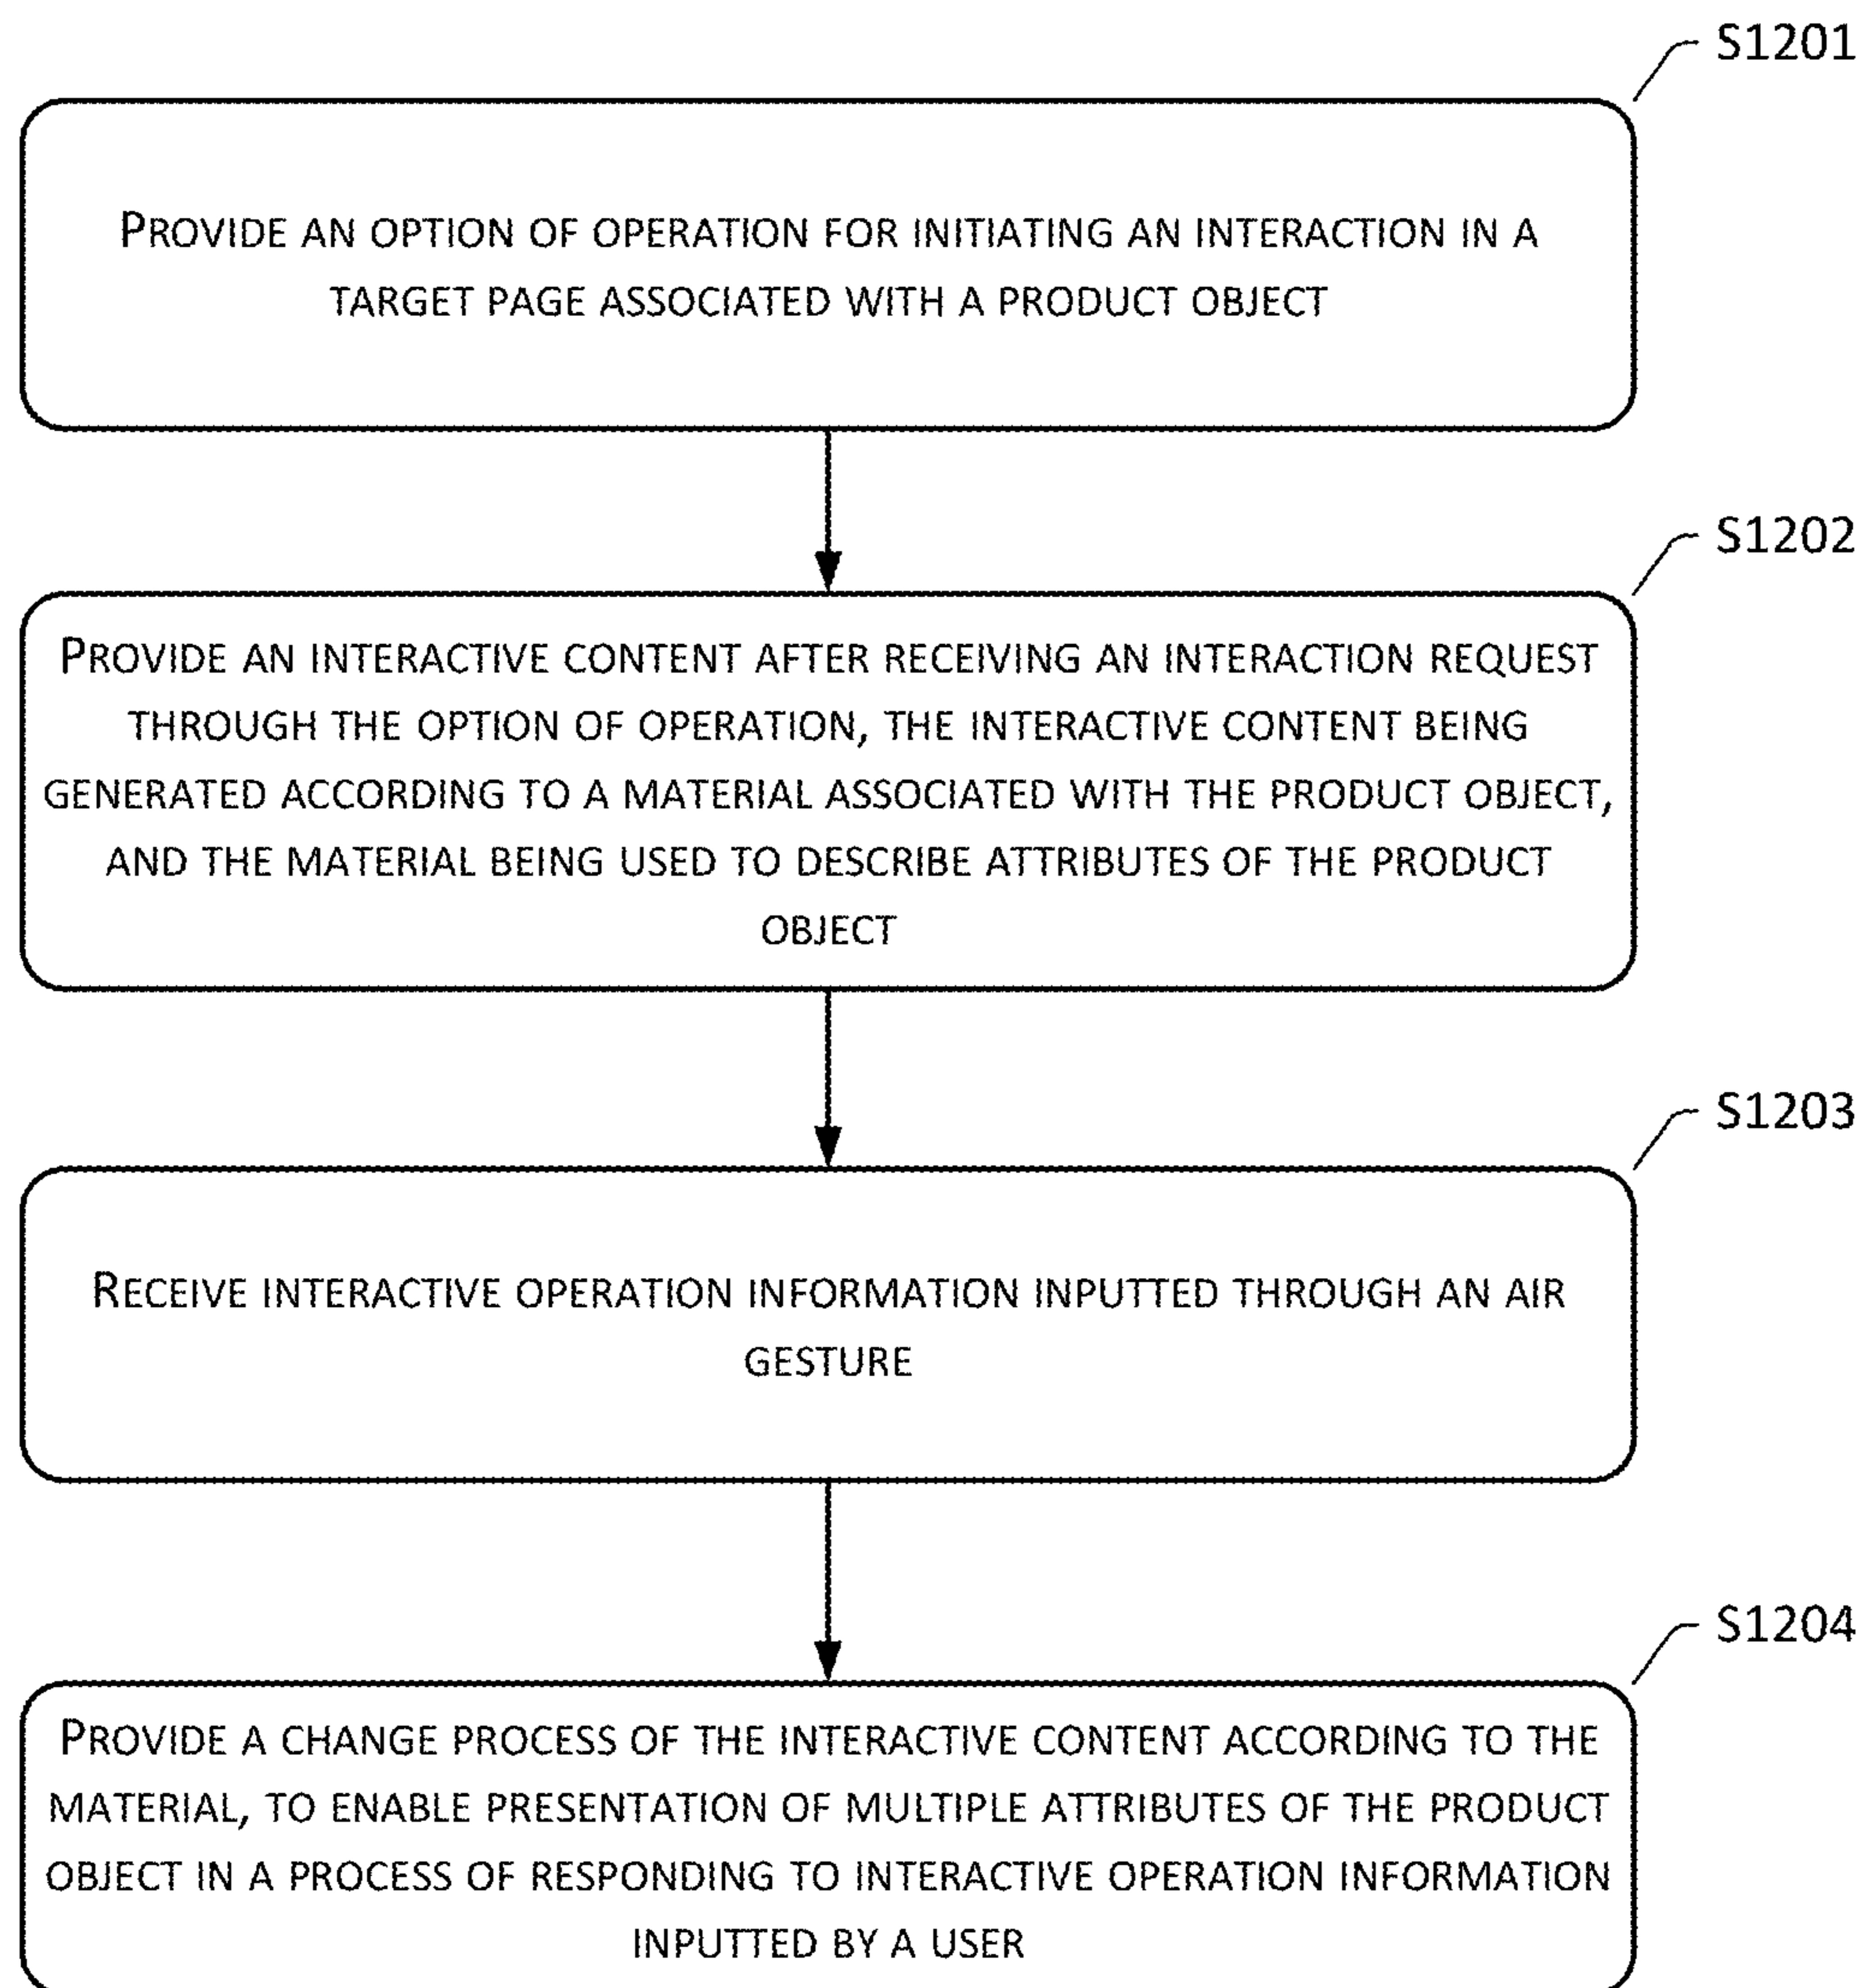 S1201
PROVIDE AN OPTION OF OPERATION FOR INITIATING AN INTERACTION IN A
TARGET PAGE ASSOCIATED WITH A PRODUCT OBJECT
S1202
PROVIDE AN INTERACTIVE CONTENT AFTER RECEIVING AN INTERACTION REQUEST
THROUGH THE OPTION OF OPERATION, THE INTERACTIVE CONTENT BEING
GENERATED ACCORDING TO A MATERIAL ASSOCIATED WITH THE PRODUCT OBJECT,
AND THE MATERIAL BEING USED TO DESCRIBE ATTRIBUTES OF THE PRODUCT
OBJECT
S1203
RECEIVE INTERACTIVE OPERATION INFORMATION INPUTTED THROUGH AN AIR
GESTURE
S1204
PROVIDE A CHANGE PROCESS OF THE INTERACTIVE CONTENT ACCORDING TO THE
MATERIAL, TO ENABLE PRESENTATION OF MULTIPLE ATTRIBUTES OF THE PRODUCT
OBJECT IN A PROCESS OF RESPONDING TO INTERACTIVE OPERATION INFORMATION
INPUTTED BY A USER